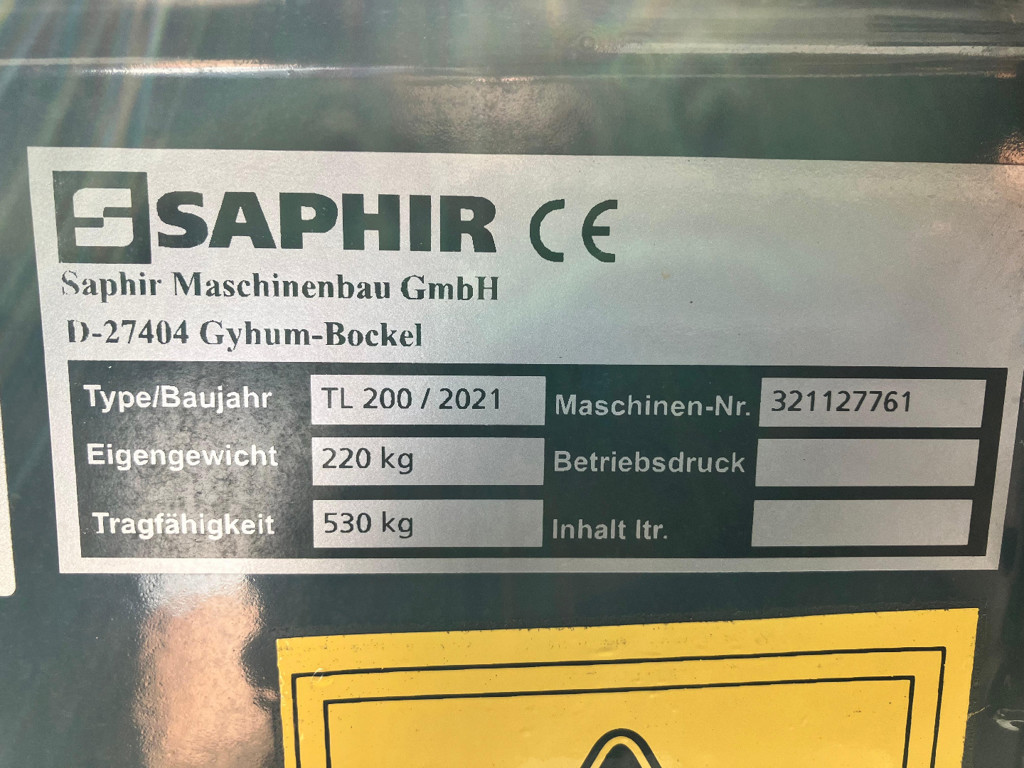 SAPHIR CE
Saphir Maschinenbau GmbH
D-27404 Gyhum-Bockel
Type/Baujahr TL 200 / 2021 Maschinen-Nr. 321127761
Eigengewicht 220 kg Betriebsdruck
Tragfähigkeit 530 kg Inhalt ltr.